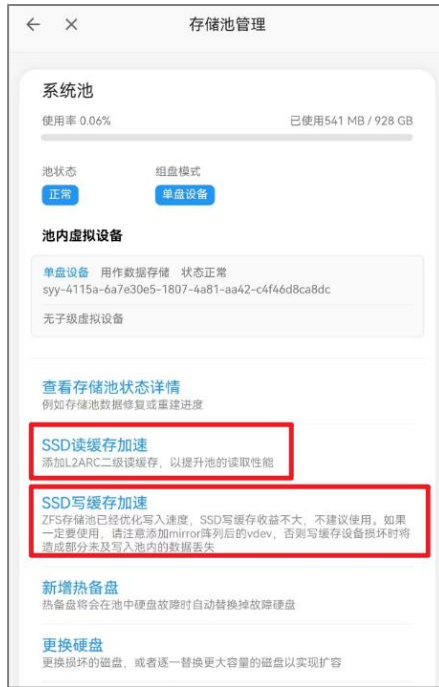 存储池管理
系统池
使用率 0.06%
已使用541 MB / 928 GB
池状态
组盘模式
正常
单盘设备
池内虚拟设备
单盘设备 用作数据存储 状态正常
syy-4115a-6a7e30e5-1807-4a81-aa42-c4f46d8ca8dc
无子级虚拟设备
查看存储池状态详情
例如存储池数据修复或重建进度
SSD读缓存加速
添加L2ARC二级读缓存，以提升池的读取性能
SSD写缓存加速
ZFS存储池已经优化写入速度，SSD写缓存收益不大，不建议使用。如果
一定要使用，请注意添加mirror阵列后的vdev，否则写缓存设备损坏时将
造成部分未及写入池内的数据丢失
新增热备盘
热备盘将会在池中硬盘故障时自动替换掉故障硬盘
更换硬盘
更换损坏的磁盘，或者逐一替换更大容量的磁盘以实现扩容